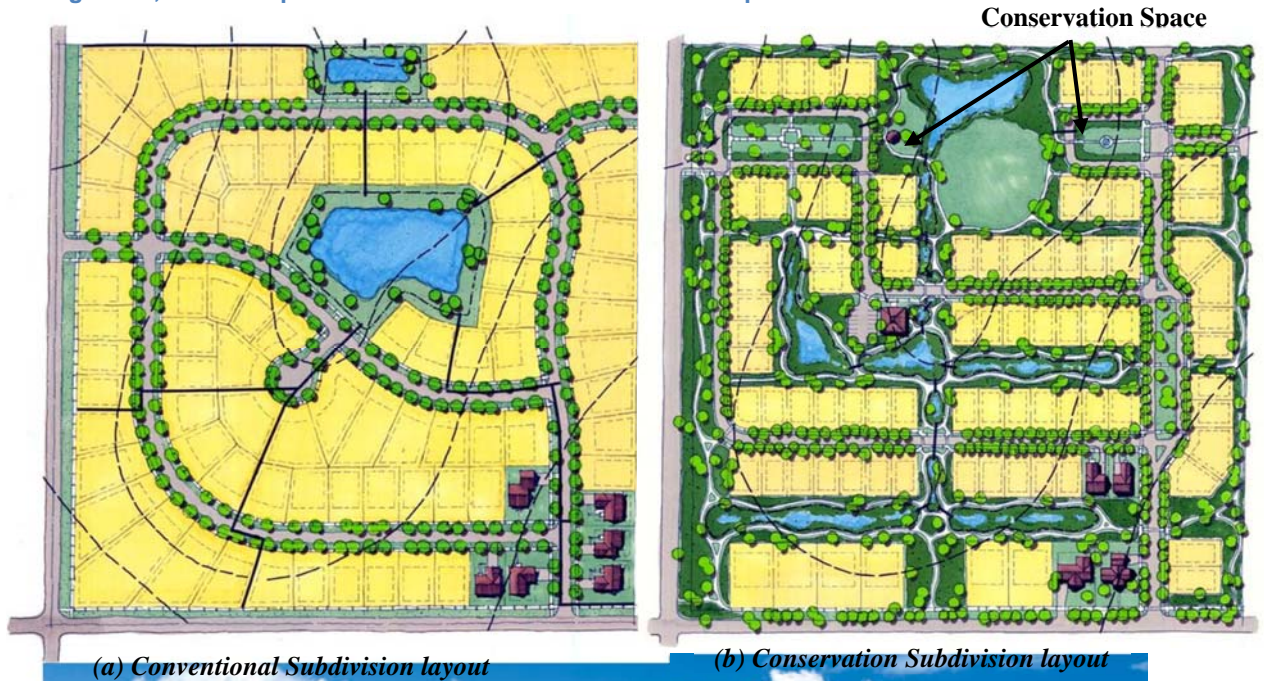 Conservation Space
(a) Conventional Subdivision layout
(b) Conservation Subdivision layout